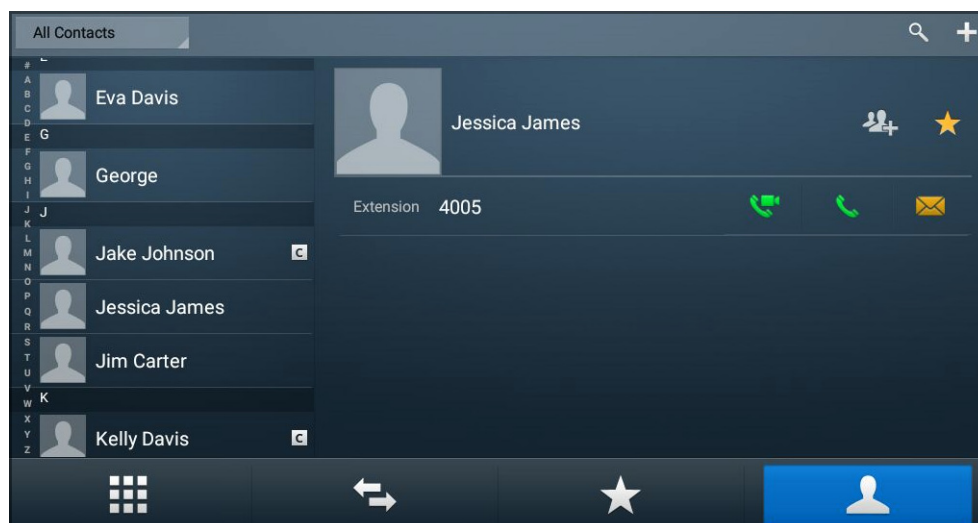 All Contacts
#
A
B
C
D
E
F
G
H
I
J
K
L
M
N
O
P
Q
R
S
T
U
V
W
X
Y
Z
Eva Davis
G
George
J
Jake Johnson C
Jessica James
Jim Carter
K
Kelly Davis C
Jessica James
Extension 4005